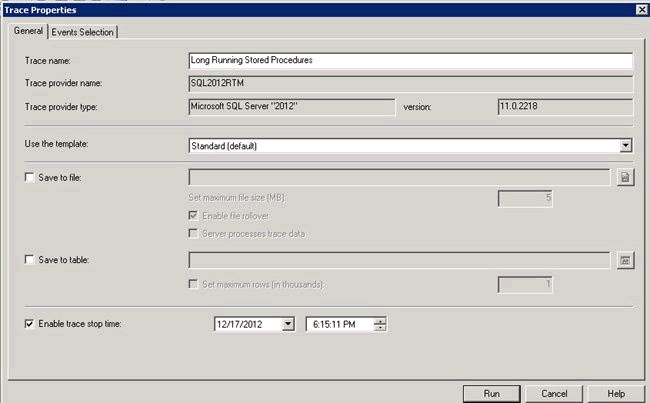 Trace Properties
General Events Selection
Trace name: Long Running Stored Procedures
Trace provider name: SQL2012RTM
Trace provider type: Microsoft SQL Server "2012" version: 11.0.2218
Use the template: Standard (default)
Save to file:
Set maximum file size (MB): 5
Enable file rollover
Server processes trace data
Save to table:
Set maximum rows (in thousands): 1
Enable trace stop time: 12/17/2012 6:15:11 PM
Run Cancel Help